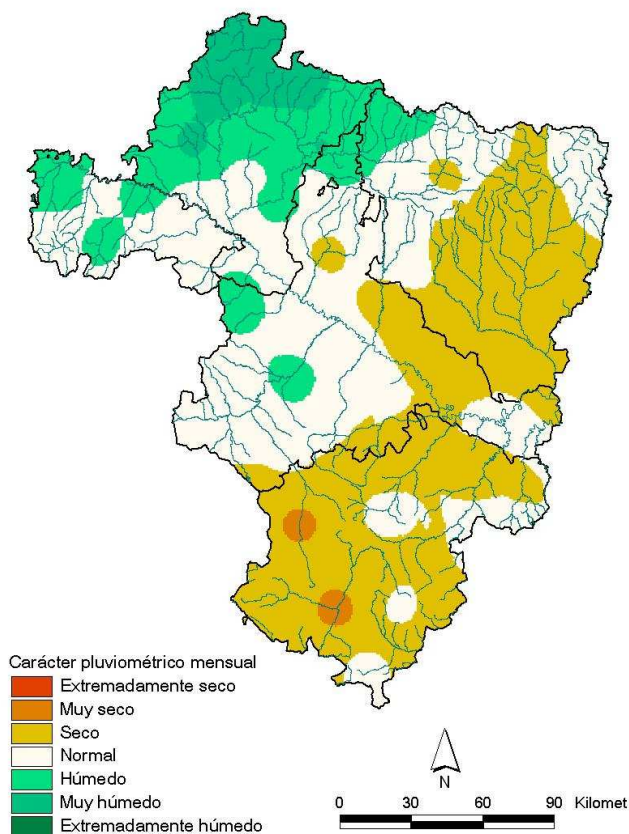 Carácter pluviométrico mensual
Extremadamente seco
Muy seco
Seco
Normal
Húmedo
Muy húmedo
Extremadamente húmedo
N
0 30 60 90 Kilomet